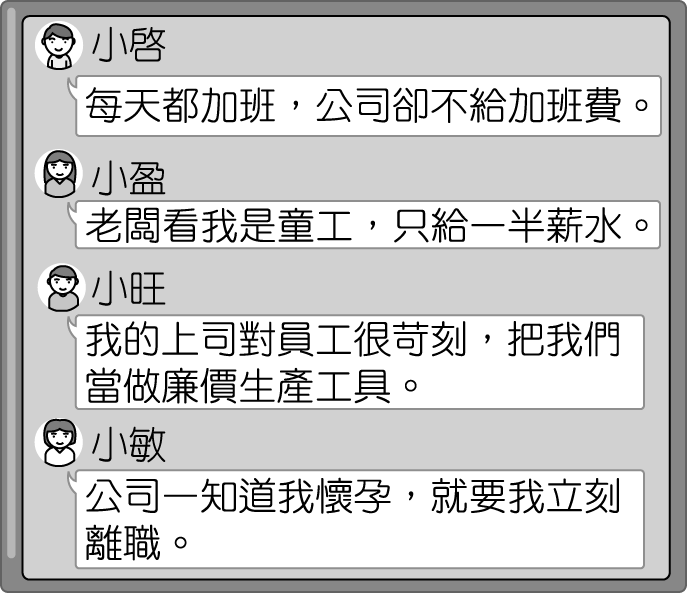 小啓
每天都加班，公司卻不給加班費。
小盈
老闆看我是童工，只給一半薪水。
小旺
我的上司對員工很苛刻，把我們
當做廉價生產工具。
小敏
公司一知道我懷孕，就要我立刻
離職。